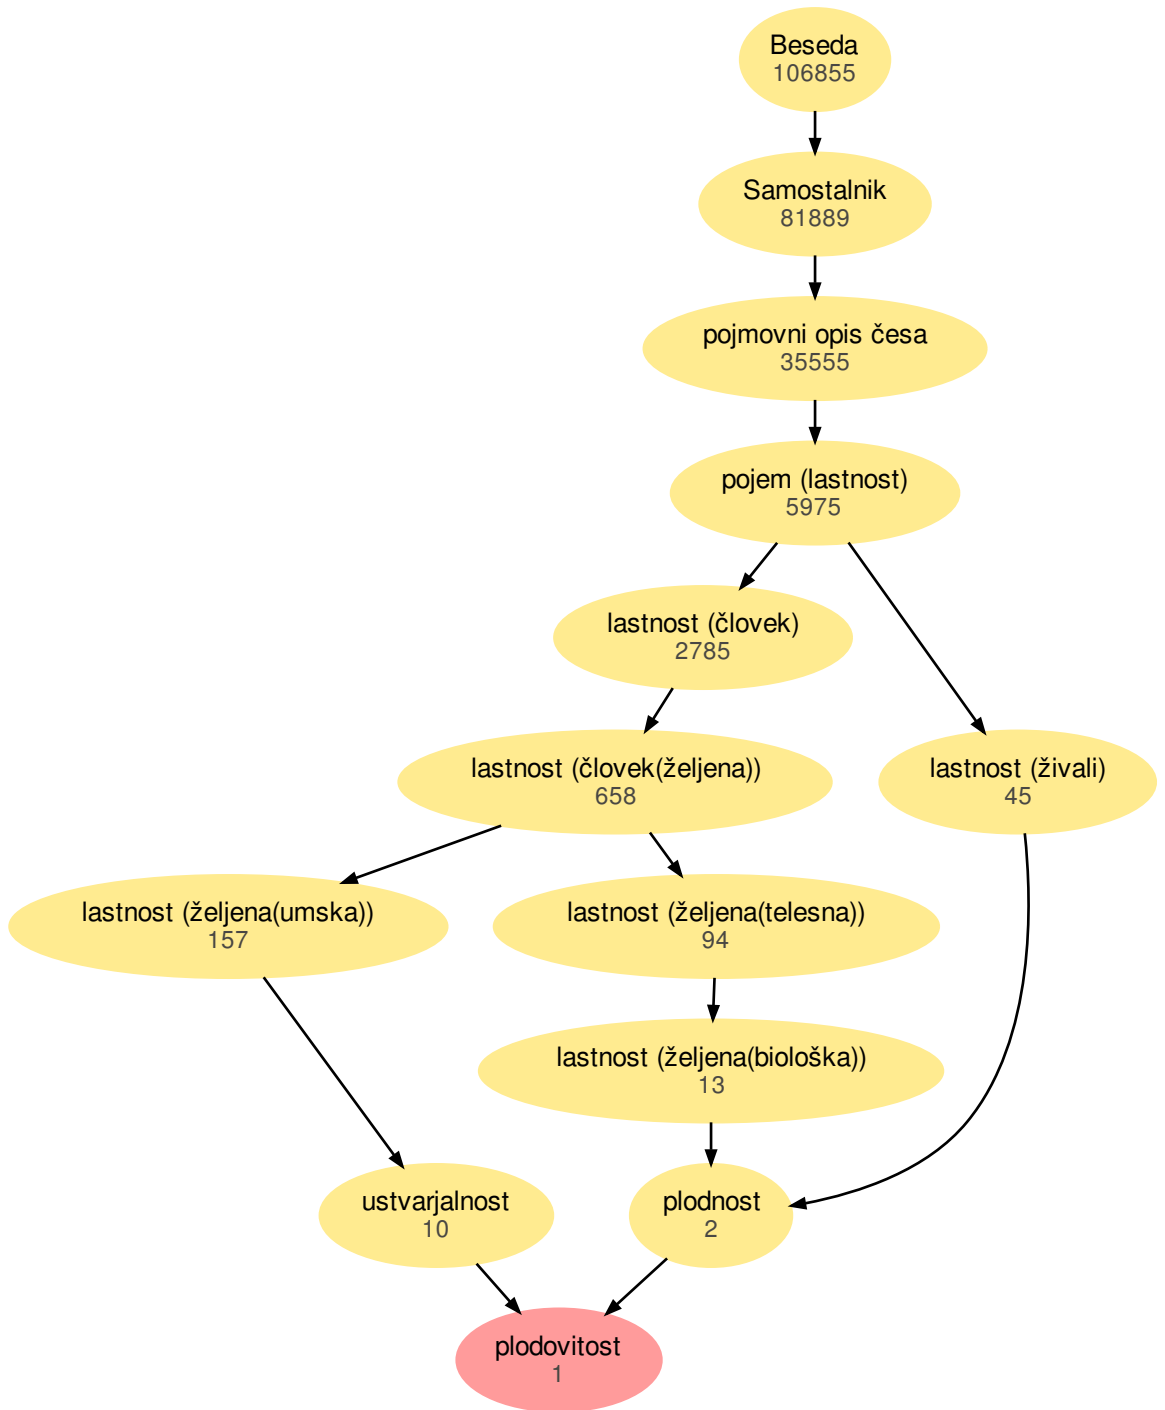 Beseda
106855
Samostalnik
81889
pojmovni opis česa
35555
pojem (lastnost)
5975
lastnost (človek)
2785
lastnost (človek(željena))
658
lastnost (živali)
45
lastnost (željena(umska))
157
lastnost (željena(telesna))
94
lastnost (željena(biološka))
13
ustvarjalnost
10
plodnost
2
plodovitost
1